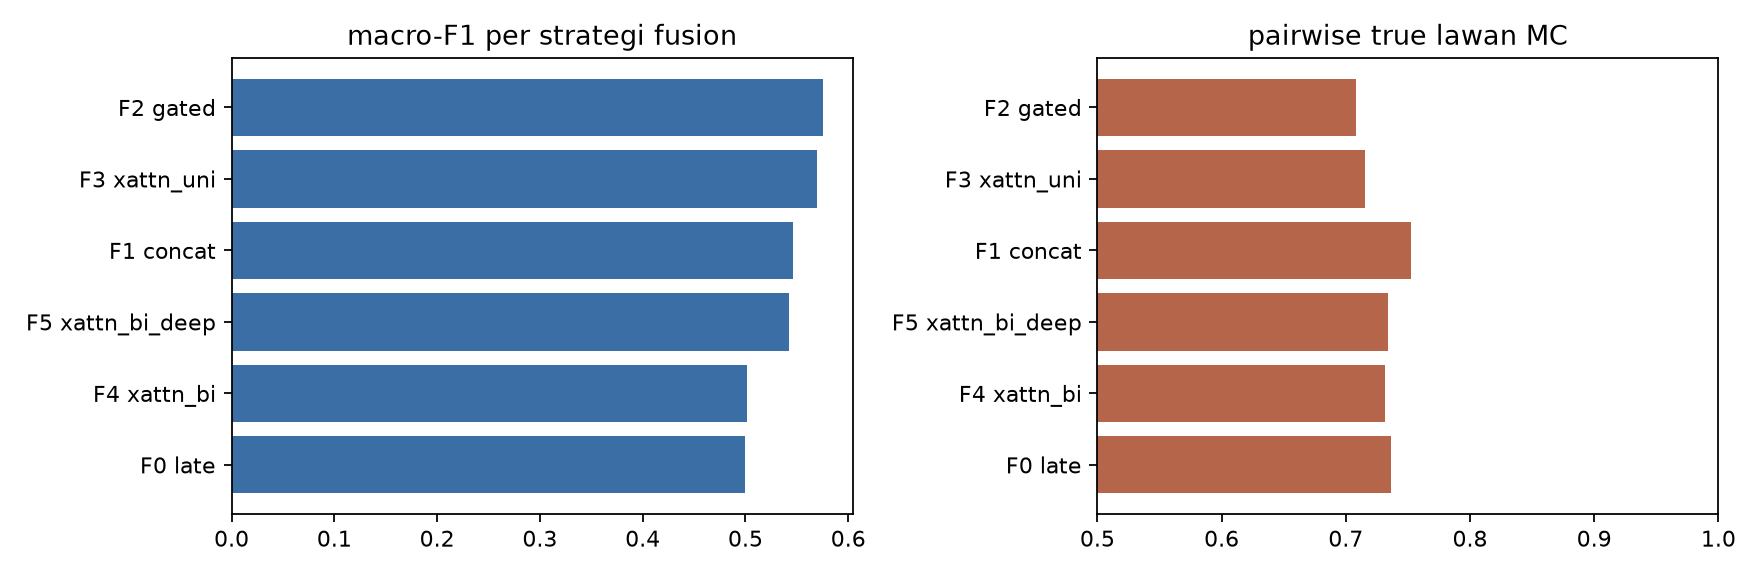 macro-F1 per strategi fusion
F2 gated
F3 xattn_uni
F1 concat
F5 xattn_bi_deep
F4 xattn_bi
F0 late
0.0 0.1 0.2 0.3 0.4 0.5 0.6
pairwise true lawan MC
F2 gated
F3 xattn_uni
F1 concat
F5 xattn_bi_deep
F4 xattn_bi
F0 late
0.5 0.6 0.7 0.8 0.9 1.0